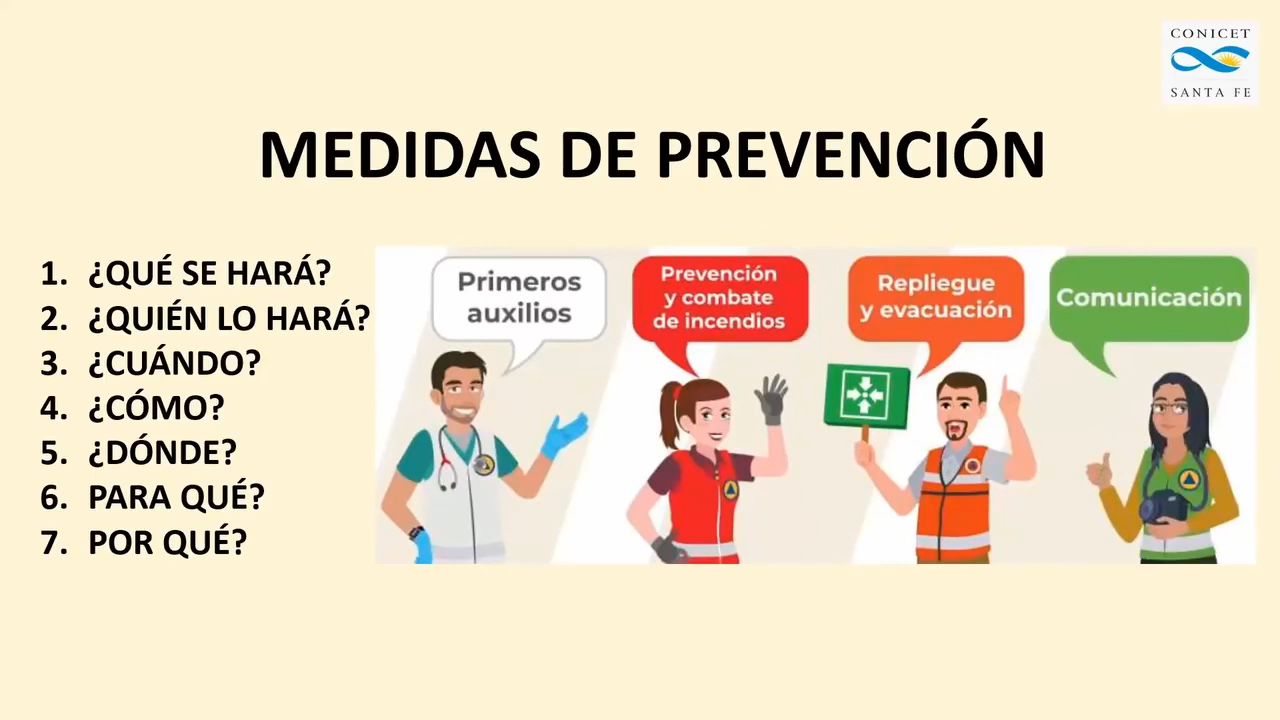 CONICET
SANTA FE
MEDIDAS DE PREVENCIÓN
1. ¿QUÉ SE HARÁ?
2. ¿QUIÉN LO HARÁ?
3. ¿CUÁNDO?
4. ¿CÓMO?
5. ¿DÓNDE?
6. PARA QUÉ?
7. POR QUÉ?
Primeros
auxilios
Prevención
y combate
de incendios
Repliegue
y evacuación
Comunicación